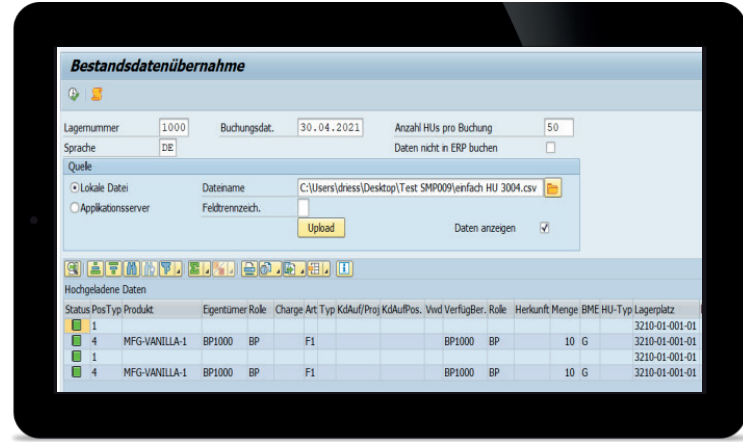 Bestandsdatenübernahme
Lagernummer 1000 Buchungsdat. 30.04.2021 Anzahl HUs pro Buchung 50
Sprache DE Daten nicht in ERP buchen
Quelle
Lokale Datei Dateiname C:\Users\driess\Desktop\Test SMP009\einfach HU 3004.csv
Applikationsserver Feldtrennzeich.
Upload Daten anzeigen
Hochgeladene Daten
Status PosTyp Produkt Eigentümer Rolle Charge Art Typ KdAuf/Proj KdAufPos. Vwd VerfügBer. Rolle Herkunft Menge BME HU-Typ Lagerplatz
1 3210-01-001-01
4 MFG-VANILLA-1 BP1000 BP F1 BP1000 BP 10 G 3210-01-001-01
1 3210-01-001-01
4 MFG-VANILLA-1 BP1000 BP F1 BP1000 BP 10 G 3210-01-001-01